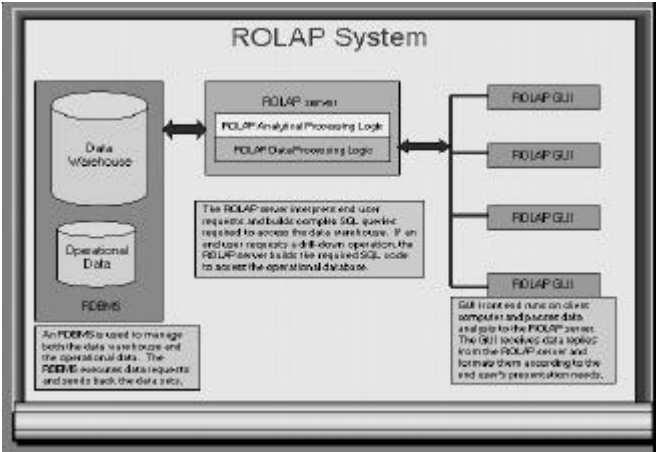 ROLAP System
Data
Warehouse
Operational
Data
RDBMS
An RDBMS is used to manage
both the data warehouse and
the operational data. The
RDBMS executes data requests
and sends back the data sets.
ROLAP server
ROLAP Analytical Processing Logic
ROLAP Data Processing Logic
The ROLAP server interprets end user
requests and builds complex SQL queries
required to access the data warehouse. If an
end user requests a drill-down operation, the
ROLAP server builds the required SQL code
to access the operational database.
ROLAP GUI
ROLAP GUI
ROLAP GUI
ROLAP GUI
GUI front end runs on client
computer and passes data
analysis to the ROLAP server.
The GUI receives data replies
from the ROLAP server and
formats them according to the
end user's presentation needs.